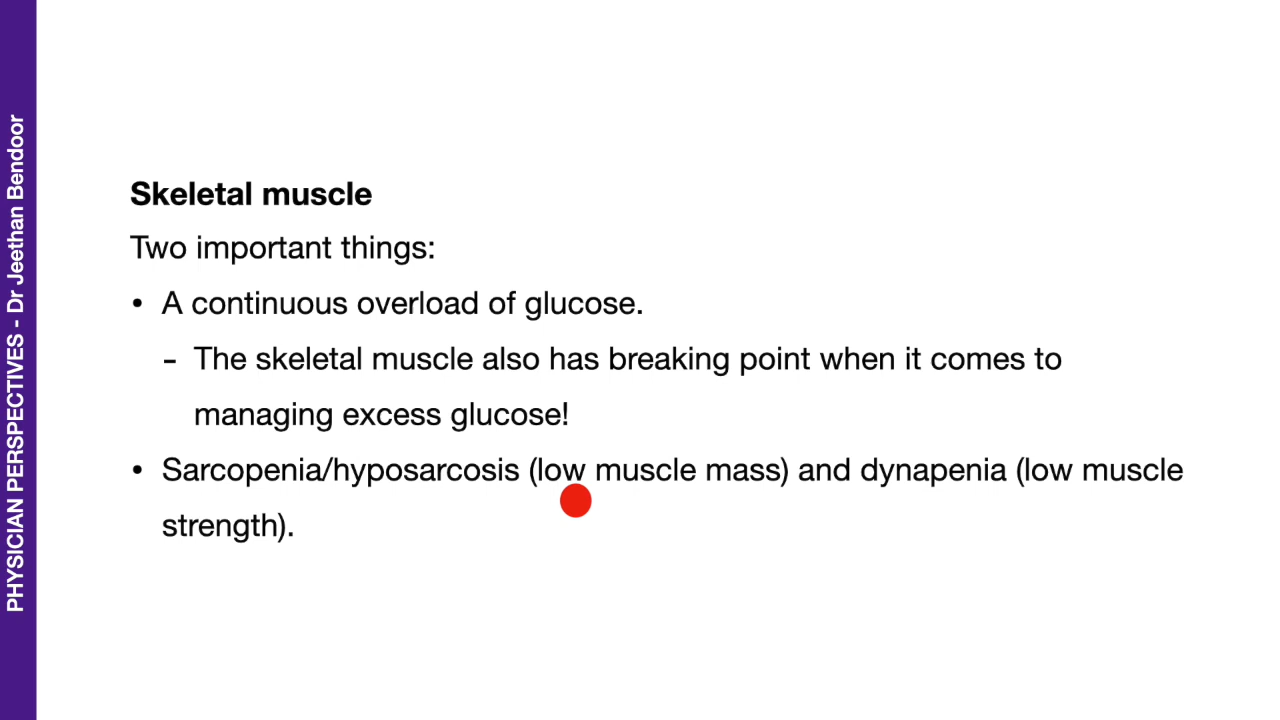 PHYSICIAN PERSPECTIVES - Dr Jeethan Bendoor
Skeletal muscle
Two important things:
• A continuous overload of glucose.
– The skeletal muscle also has breaking point when it comes to
managing excess glucose!
• Sarcopenia/hyposarcosis (low muscle mass) and dynapenia (low muscle
strength).